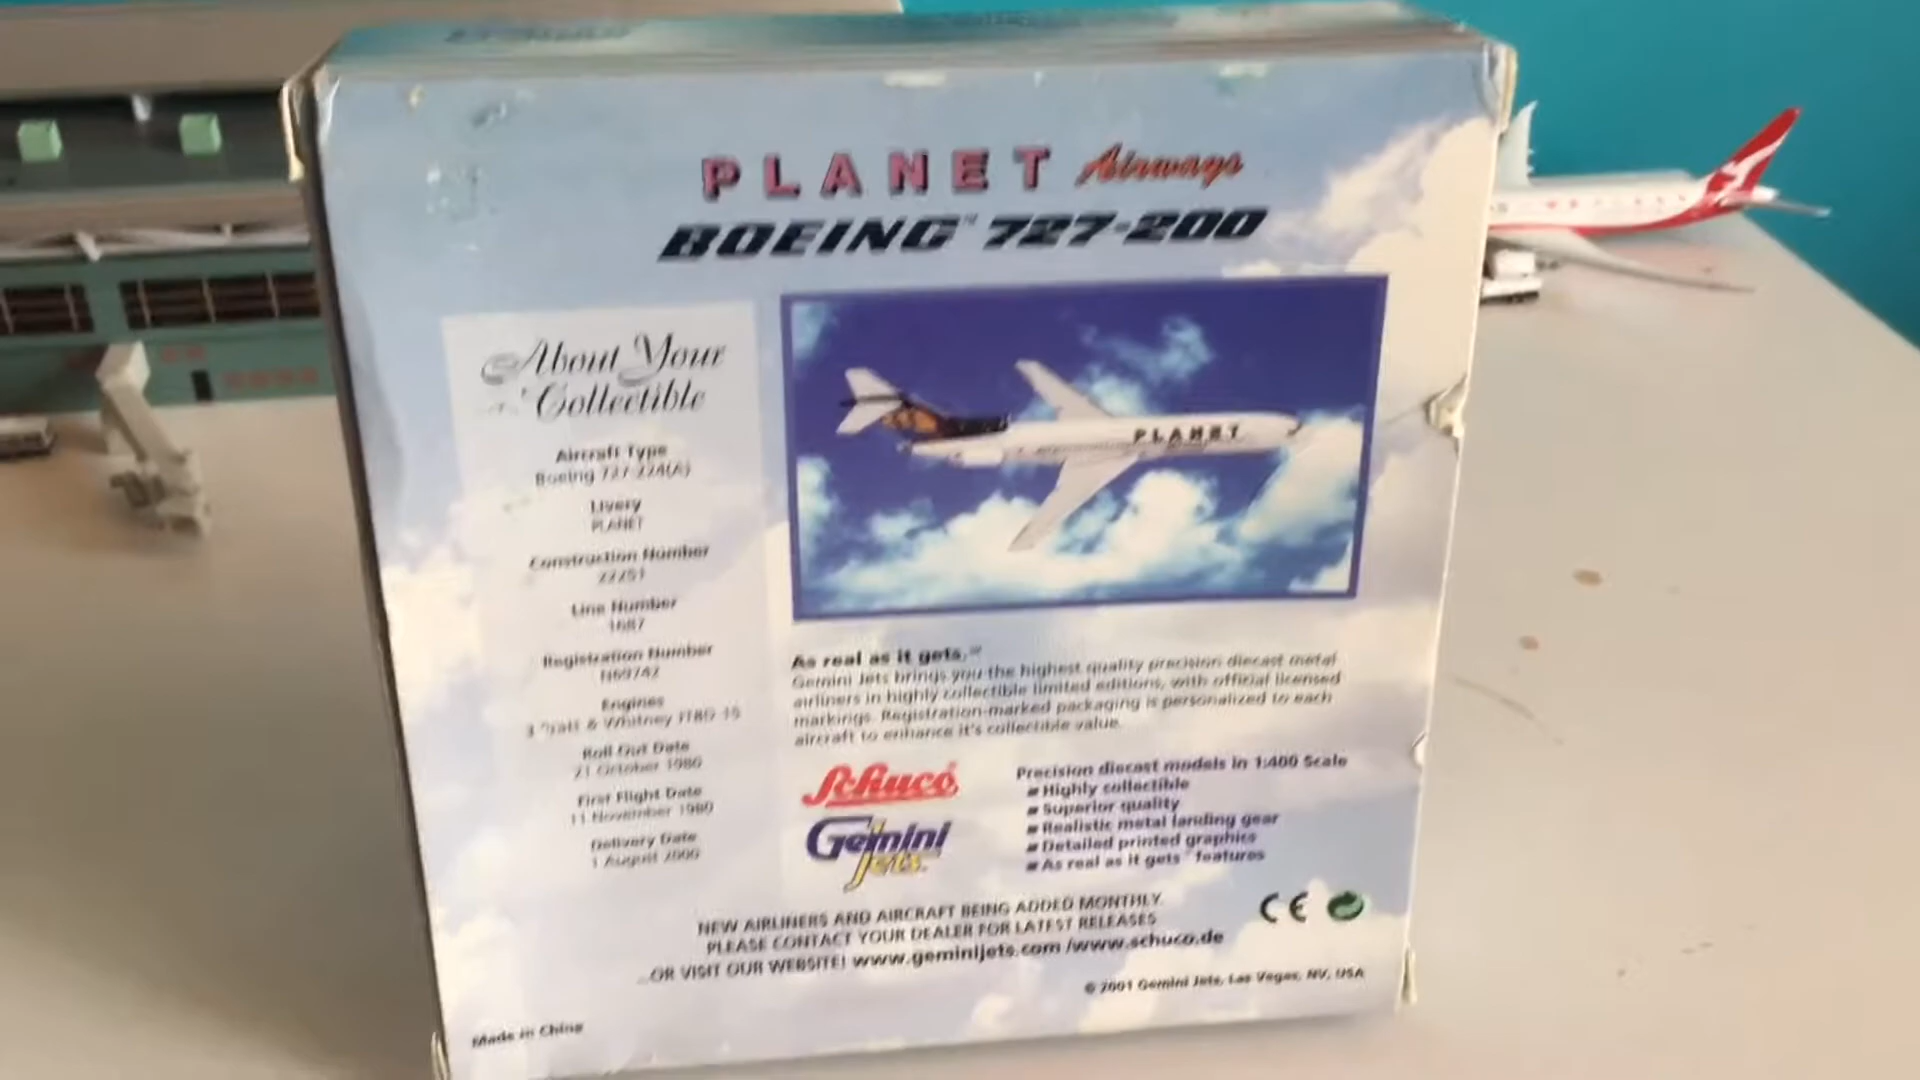 PLANET Airways
BOEING™ 727-200
About Your
Collectible
Aircraft Type
Boeing 727-224(A)
Livery
PLANET
Construction Number
22251
Line Number
1687
Registration Number
N69742
Engines
3 Pratt & Whitney JT8D-15
Roll Out Date
21 October 1980
First Flight Date
11 November 1980
Delivery Date
1 August 2000
PLANET
As real as it gets.™
Gemini Jets brings you the highest quality precision diecast metal
airliners in highly collectible limited editions, with official licensed
markings. Registration-marked packaging is personalized to each
aircraft to enhance it's collectible value.
Schuco
Gemini
Jets
Precision diecast models in 1:400 Scale
Highly collectible
Superior quality
Realistic metal landing gear
Detailed printed graphics
As real as it gets™ features
NEW AIRLINERS AND AIRCRAFT BEING ADDED MONTHLY
PLEASE CONTACT YOUR DEALER FOR LATEST RELEASES
...OR VISIT OUR WEBSITE! www.geminijets.com /www.schuco.de
CE
© 2001 Gemini Jets, Las Vegas, NV, USA
Made in China